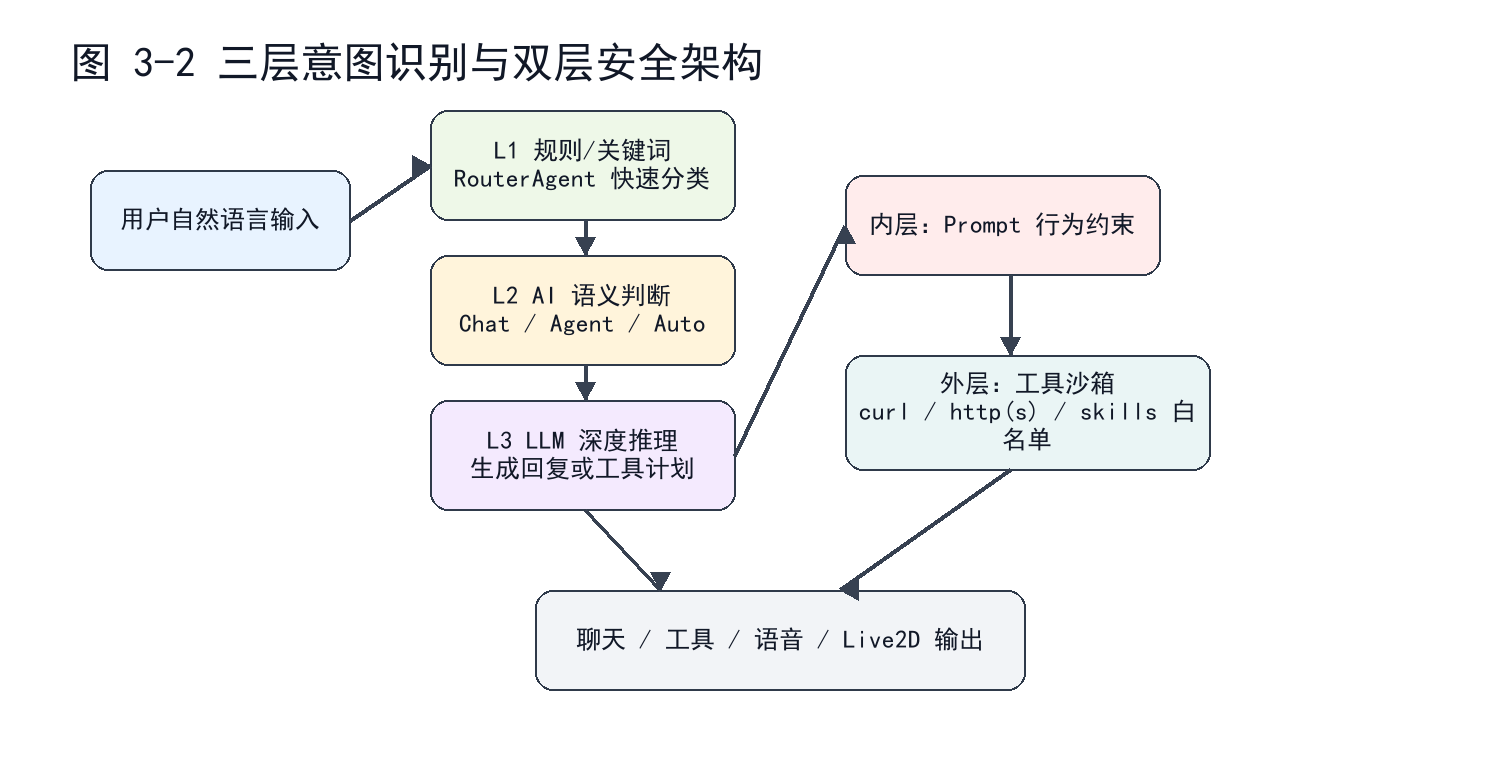 图 3-2 三层意图识别与双层安全架构
用户自然语言输入
L1 规则/关键词
RouterAgent 快速分类
L2 AI 语义判断
Chat / Agent / Auto
L3 LLM 深度推理
生成回复或工具计划
内层：Prompt 行为约束
外层：工具沙箱
curl / http(s) / skills 白
名单
聊天 / 工具 / 语音 / Live2D 输出